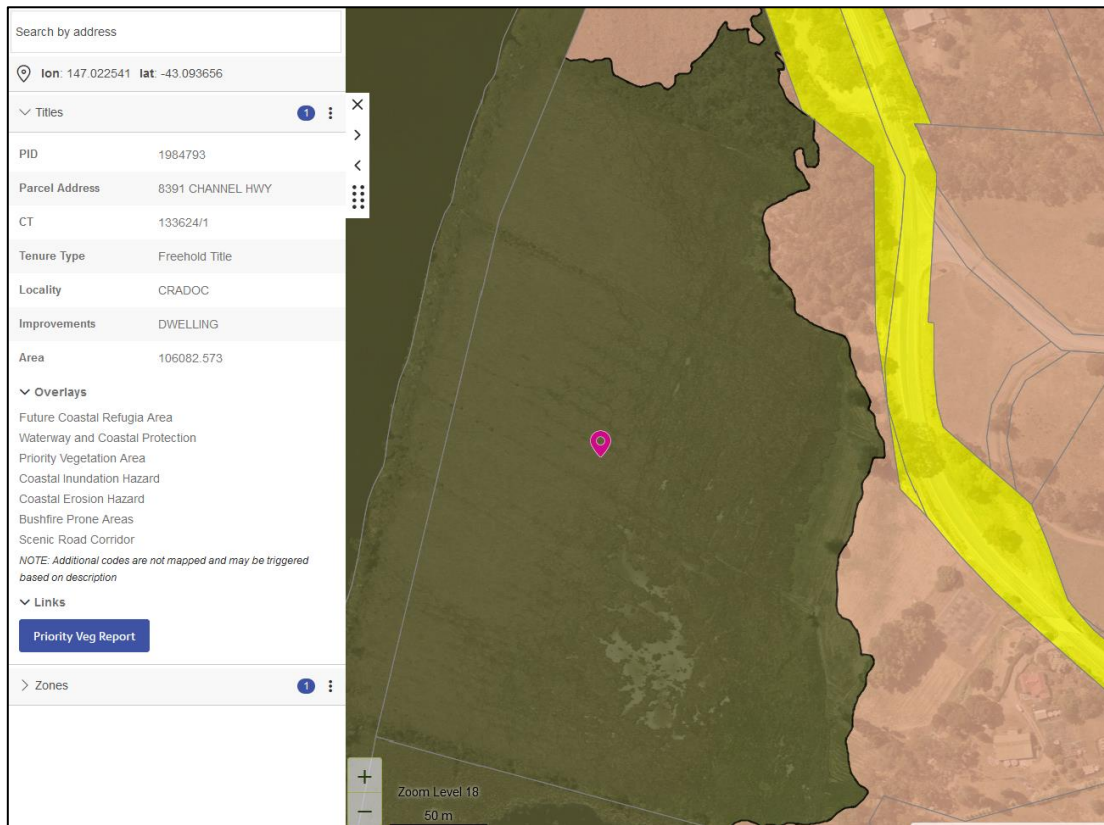 Search by address
lon: 147.022541 lat: -43.093656
Titles 1
PID 1984793
Parcel Address 8391 CHANNEL HWY
CT 133624/1
Tenure Type Freehold Title
Locality CRADOC
Improvements DWELLING
Area 106082.573
Overlays
Future Coastal Refugia Area
Waterway and Coastal Protection
Priority Vegetation Area
Coastal Inundation Hazard
Coastal Erosion Hazard
Bushfire Prone Areas
Scenic Road Corridor
NOTE: Additional codes are not mapped and may be triggered
based on description
Links
Priority Veg Report
Zones 1
Zoom Level 18
50 m